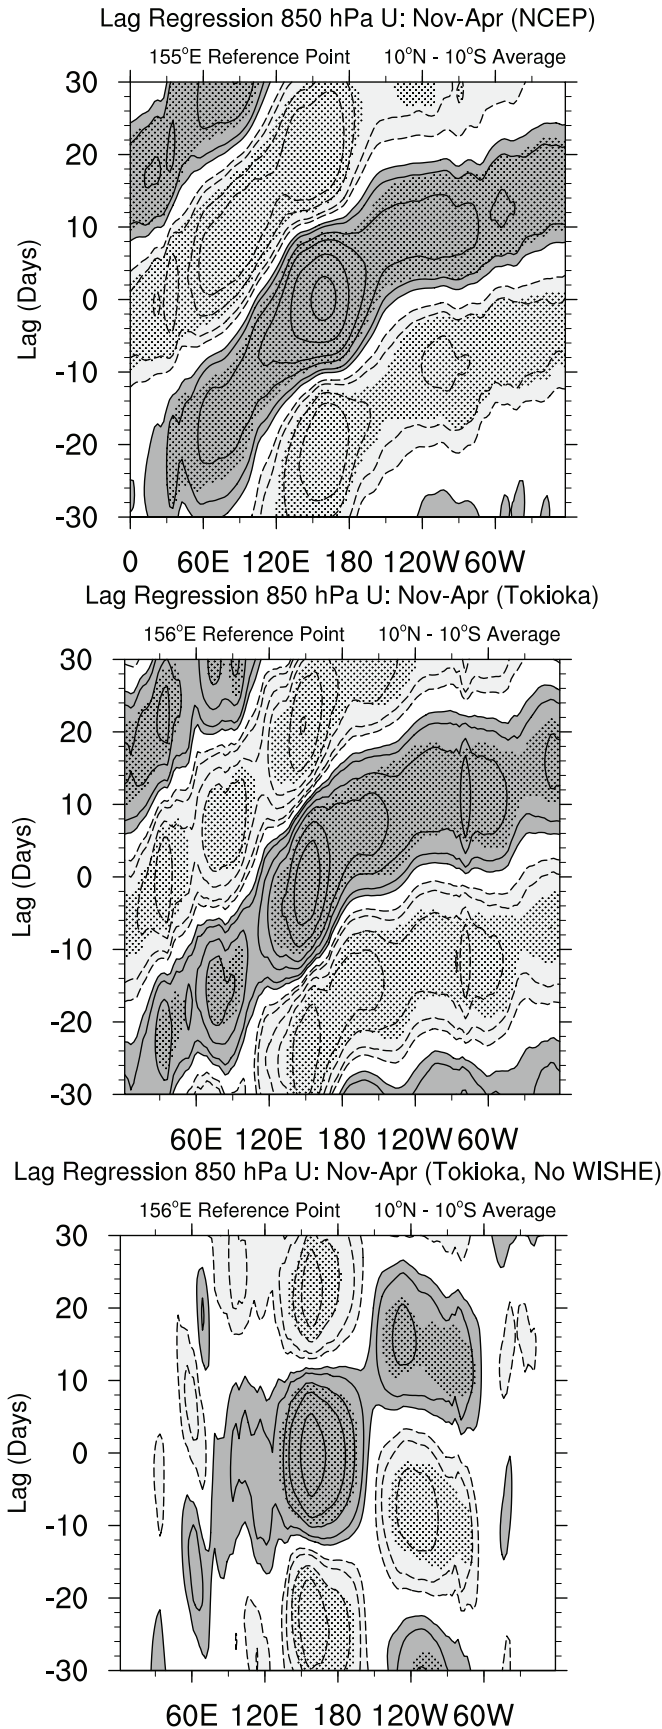 Lag Regression 850 hPa U: Nov-Apr (NCEP)
155°E Reference Point 10°N - 10°S Average
30
20
10
0
-10
-20
-30
Lag (Days)
0 60E 120E 180 120W 60W
Lag Regression 850 hPa U: Nov-Apr (Tokioka)
156°E Reference Point 10°N - 10°S Average
30
20
10
0
-10
-20
-30
Lag (Days)
60E 120E 180 120W 60W
Lag Regression 850 hPa U: Nov-Apr (Tokioka, No WISHE)
156°E Reference Point 10°N - 10°S Average
30
20
10
0
-10
-20
-30
Lag (Days)
60E 120E 180 120W 60W